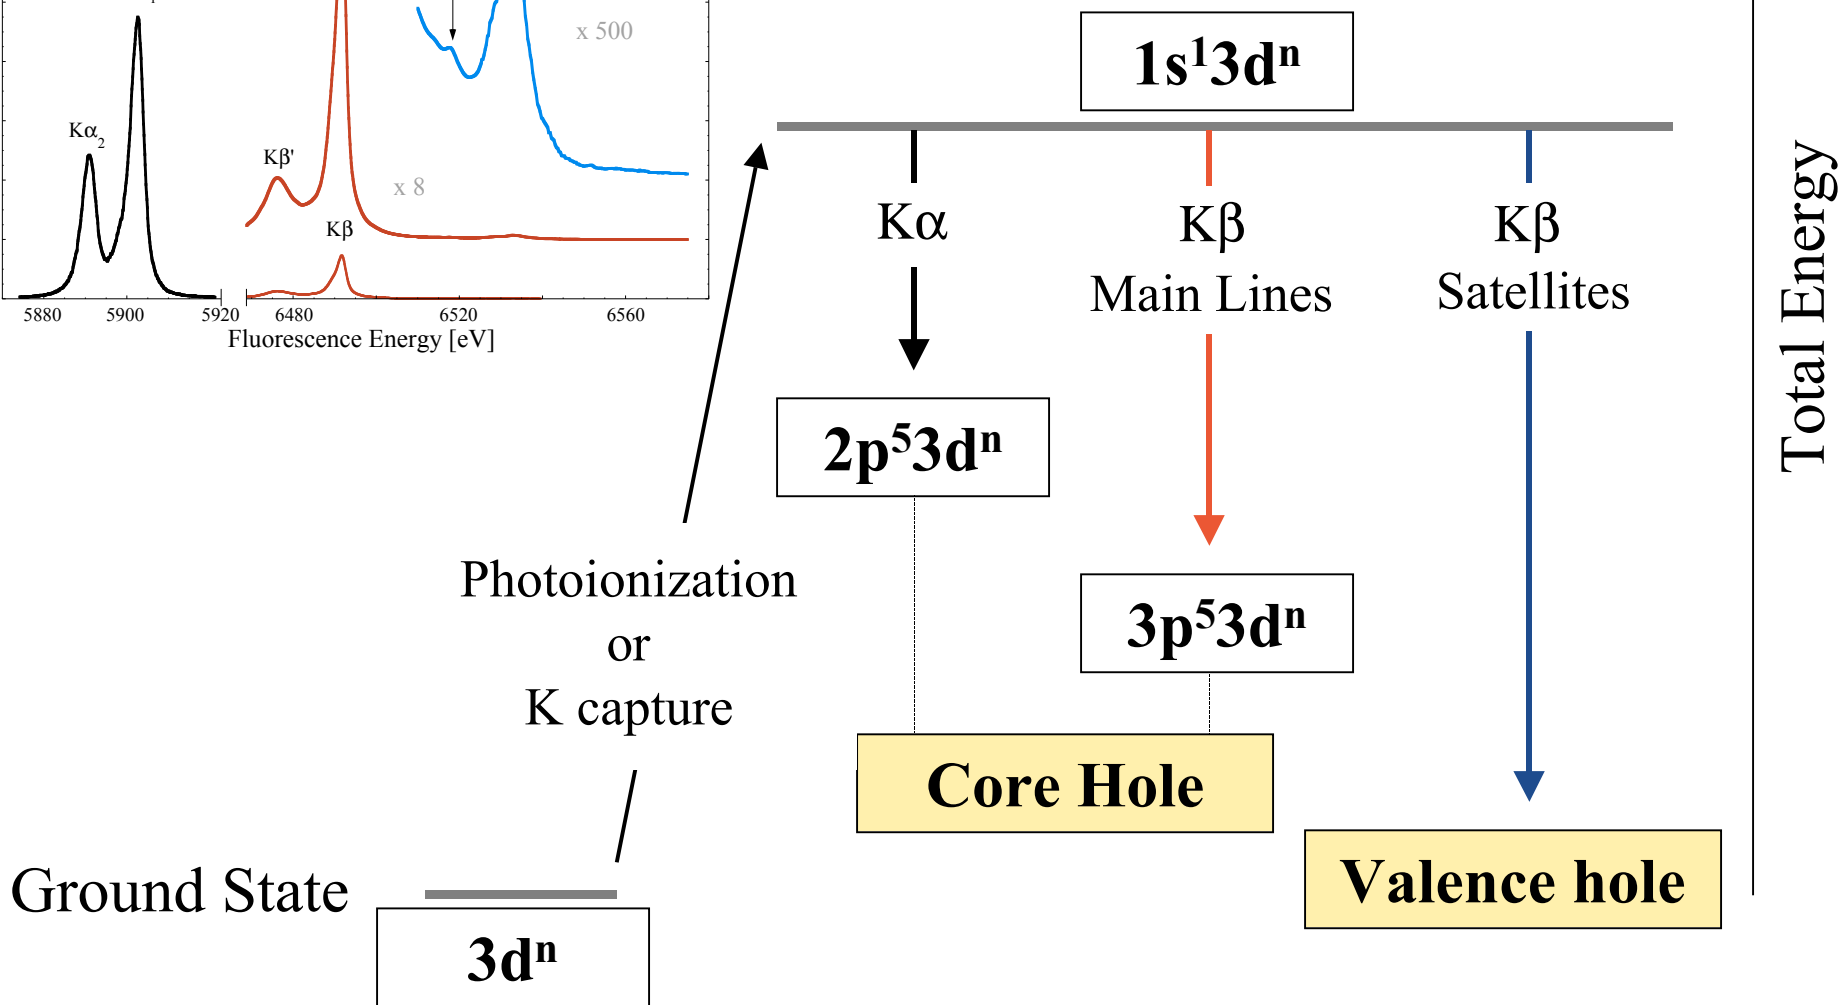 x 500
Kα2
Kβ'
x 8
Kβ
5880 5900 5920 6480 6520 6560
Fluorescence Energy [eV]
1s¹3dⁿ
Kα
Kβ
Main Lines
Kβ
Satellites
Total Energy
2p⁵3dⁿ
Photoionization
or
K capture
3p⁵3dⁿ
Core Hole
Valence hole
Ground State
3dⁿ